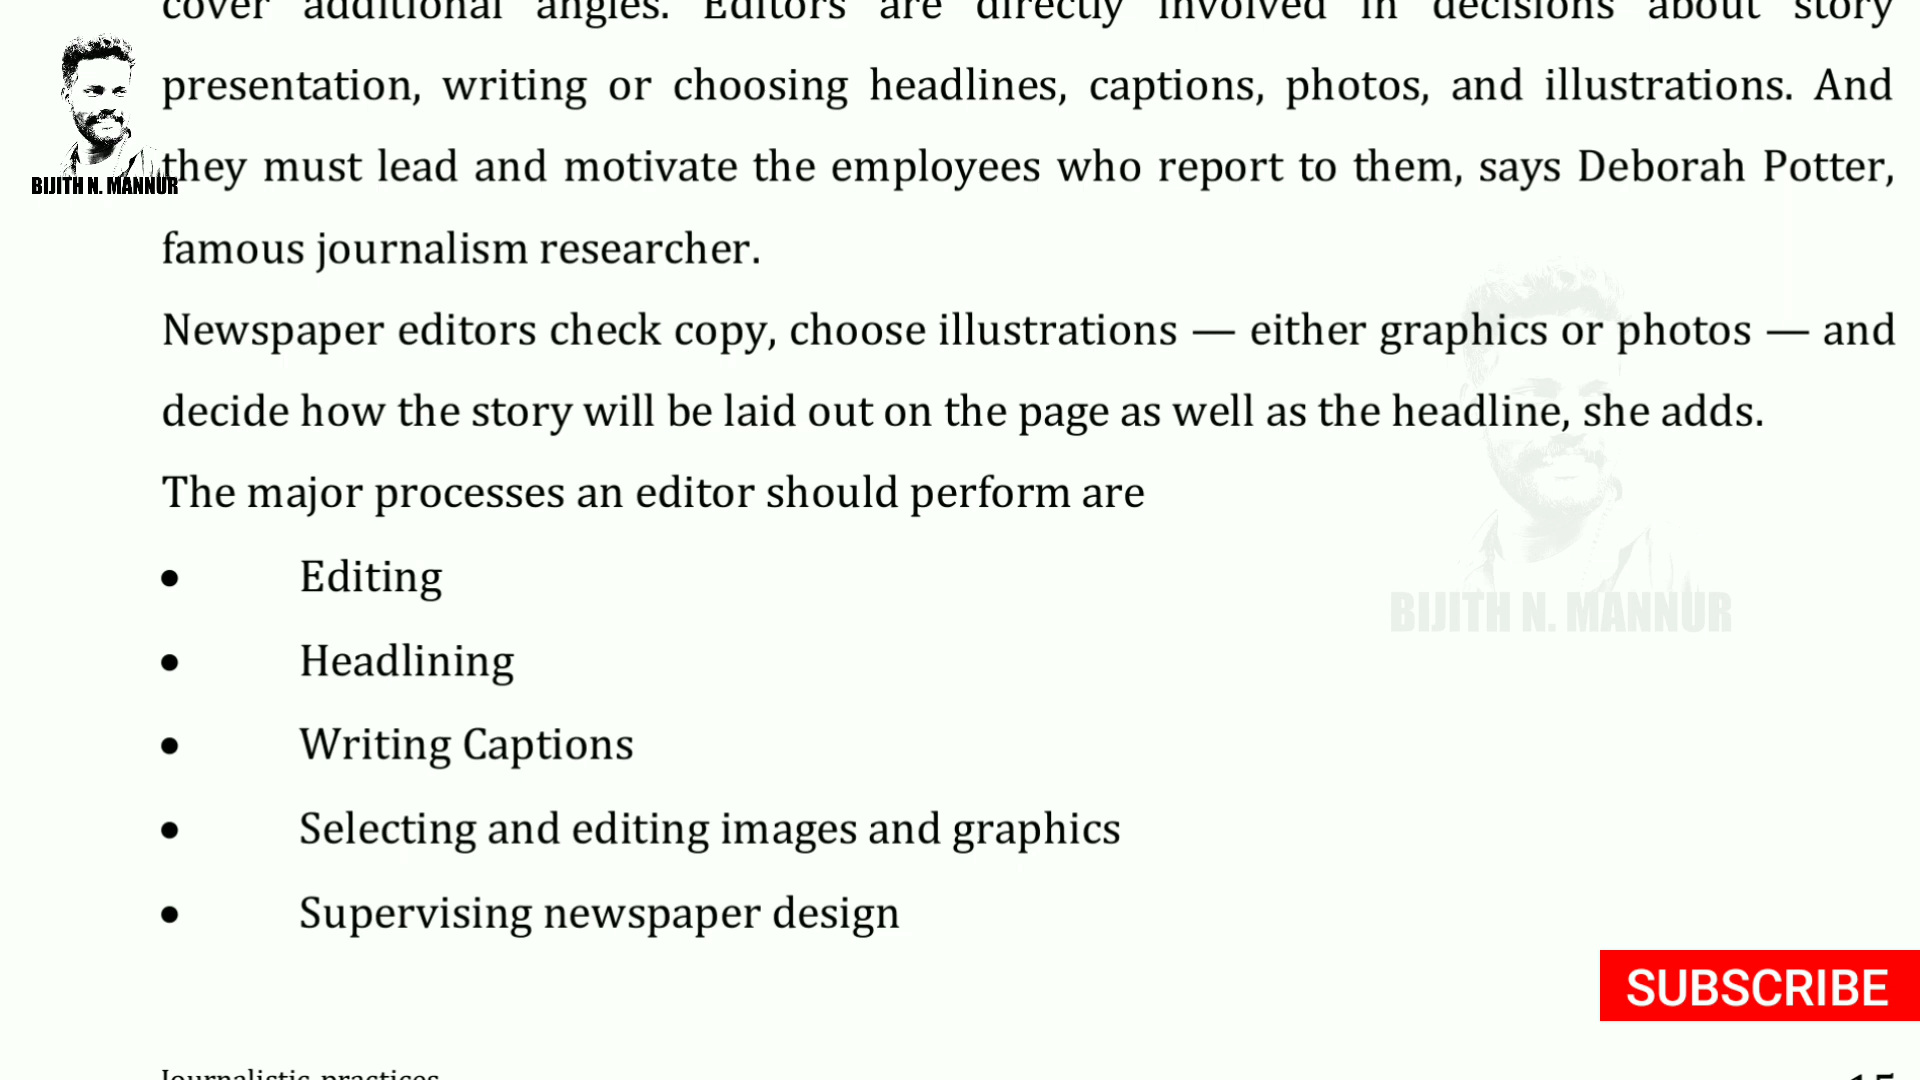 cover additional angles. Editors are directly involved in decisions about story
presentation, writing or choosing headlines, captions, photos, and illustrations. And
they must lead and motivate the employees who report to them, says Deborah Potter,
BIJITH N. MANNUR
famous journalism researcher.
Newspaper editors check copy, choose illustrations — either graphics or photos — and
decide how the story will be laid out on the page as well as the headline, she adds.
The major processes an editor should perform are
• Editing
BIJITH N. MANNUR
• Headlining
• Writing Captions
• Selecting and editing images and graphics
• Supervising newspaper design
SUBSCRIBE
Journalistic practices
15